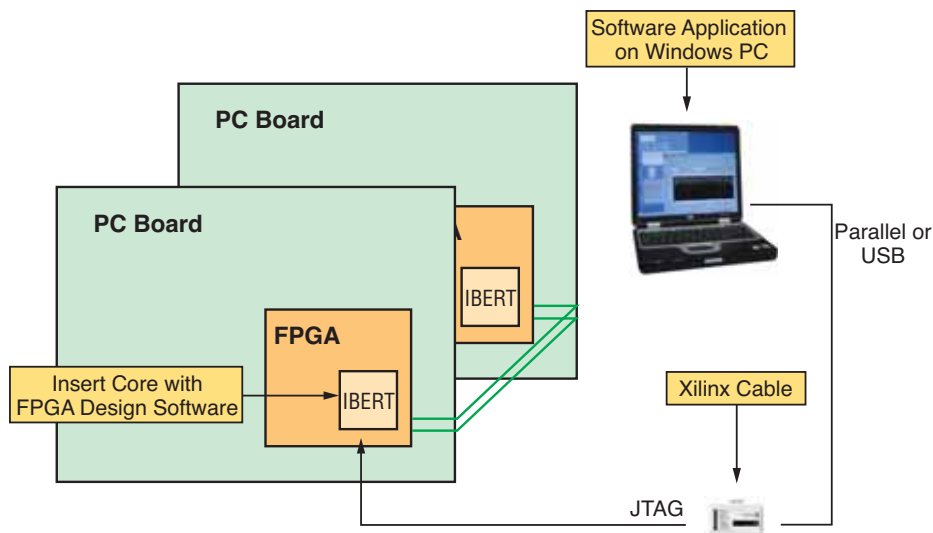 Software Application
on Windows PC
PC Board
PC Board
Parallel or
USB
IBERT
FPGA
Insert Core with
FPGA Design Software
IBERT
Xilinx Cable
JTAG